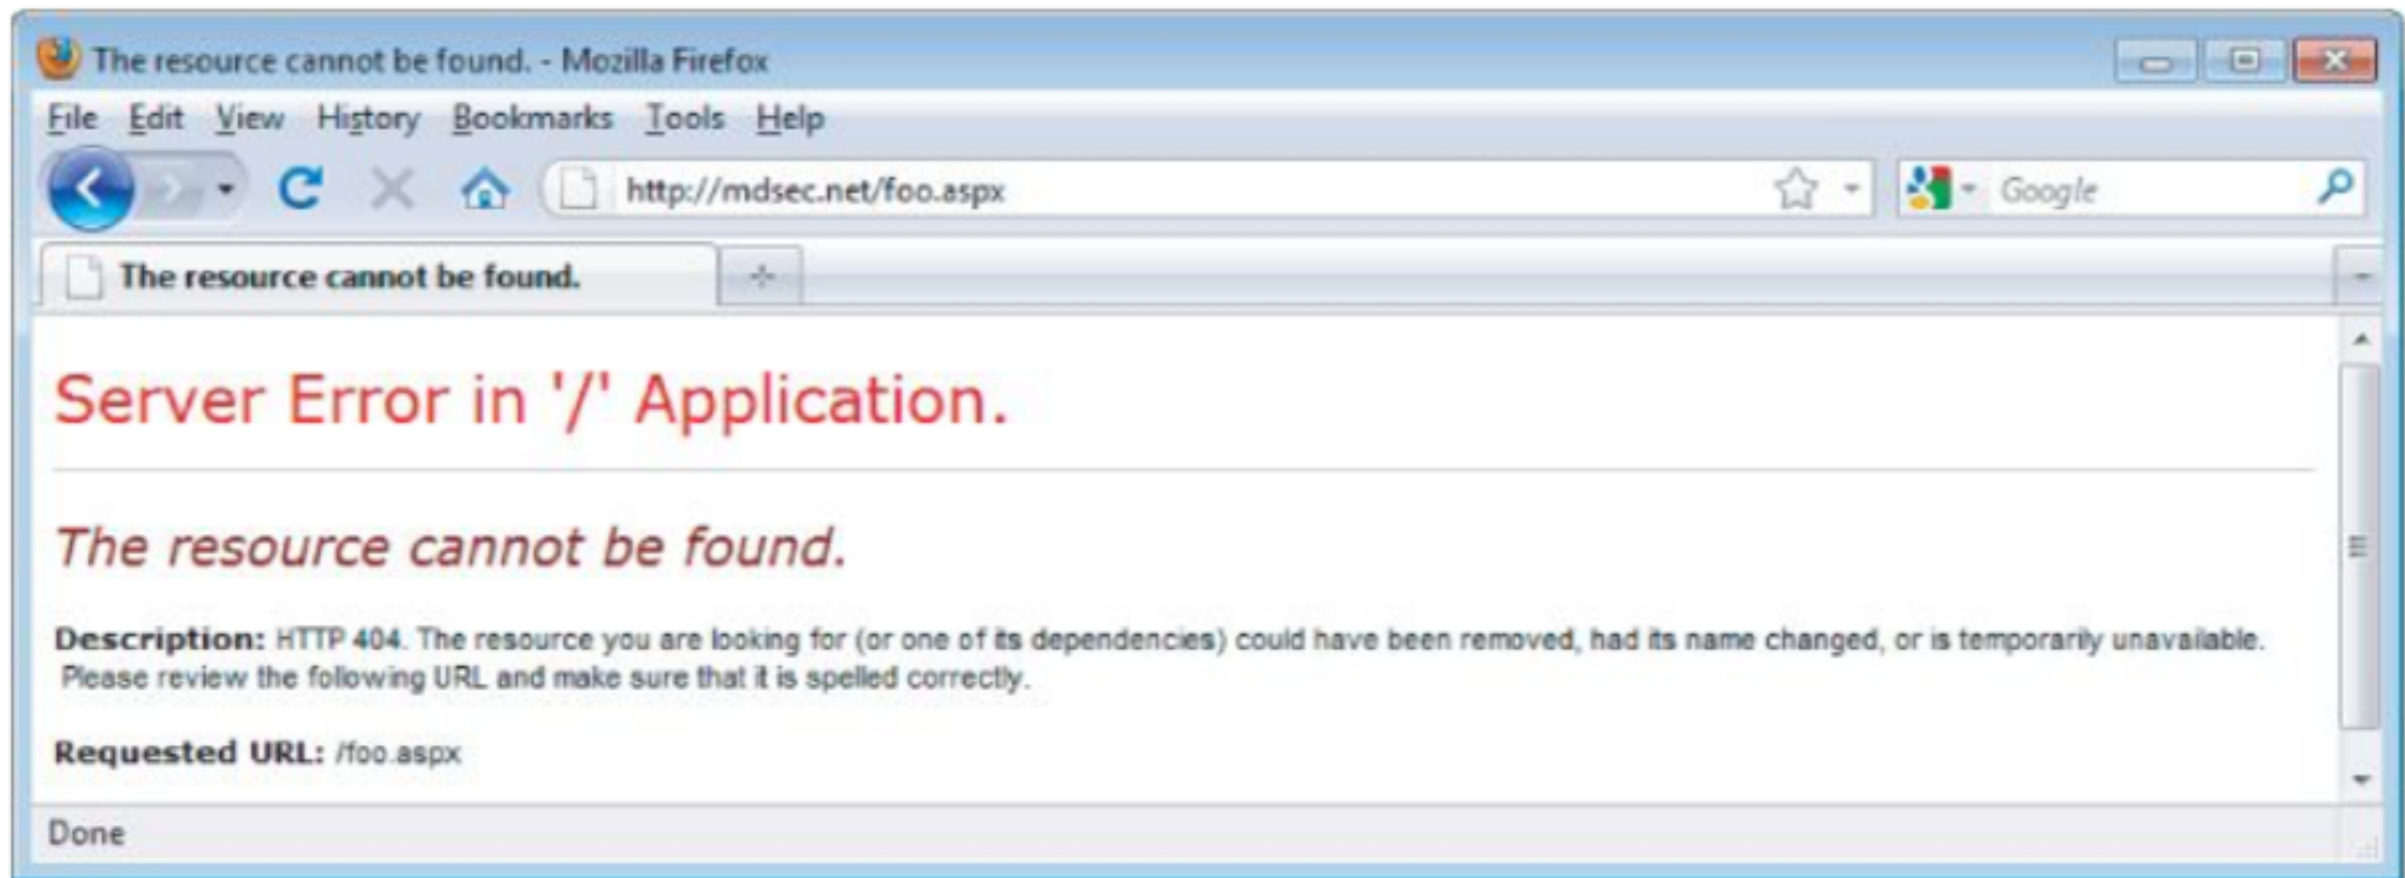 The resource cannot be found. - Mozilla Firefox
File Edit View History Bookmarks Tools Help
http://mdsec.net/foo.aspx Google
The resource cannot be found.
Server Error in '/' Application.
The resource cannot be found.
Description: HTTP 404. The resource you are looking for (or one of its dependencies) could have been removed, had its name changed, or is temporarily unavailable.
Please review the following URL and make sure that it is spelled correctly.
Requested URL: /foo.aspx
Done